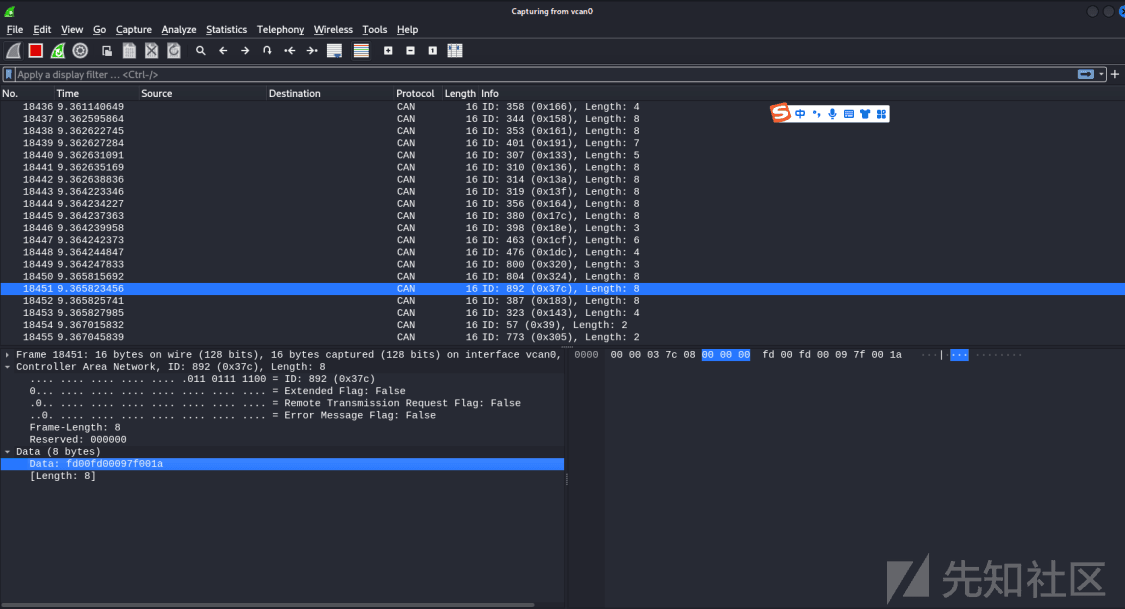 Capturing from vcan0
File Edit View Go Capture Analyze Statistics Telephony Wireless Tools Help
Apply a display filter … <Ctrl-/>
No. Time Source Destination Protocol Length Info
18436 9.361140649 CAN 16 ID: 358 (0x166), Length: 4
18437 9.362595864 CAN 16 ID: 344 (0x158), Length: 8
18438 9.362622745 CAN 16 ID: 353 (0x161), Length: 8
18439 9.362627284 CAN 16 ID: 401 (0x191), Length: 7
18440 9.362631091 CAN 16 ID: 307 (0x133), Length: 5
18441 9.362635169 CAN 16 ID: 310 (0x136), Length: 8
18442 9.362638836 CAN 16 ID: 314 (0x13a), Length: 8
18443 9.364223346 CAN 16 ID: 319 (0x13f), Length: 8
18444 9.364234227 CAN 16 ID: 356 (0x164), Length: 8
18445 9.364237363 CAN 16 ID: 380 (0x17c), Length: 8
18446 9.364239958 CAN 16 ID: 398 (0x18e), Length: 3
18447 9.364242373 CAN 16 ID: 463 (0x1cf), Length: 6
18448 9.364244847 CAN 16 ID: 476 (0x1dc), Length: 4
18449 9.364247833 CAN 16 ID: 800 (0x320), Length: 3
18450 9.365815692 CAN 16 ID: 804 (0x324), Length: 8
18451 9.365823456 CAN 16 ID: 892 (0x37c), Length: 8
18452 9.365825741 CAN 16 ID: 387 (0x183), Length: 8
18453 9.365827985 CAN 16 ID: 323 (0x143), Length: 4
18454 9.367015832 CAN 16 ID: 57 (0x39), Length: 2
18455 9.367045839 CAN 16 ID: 773 (0x305), Length: 2
S 中
Frame 18451: 16 bytes on wire (128 bits), 16 bytes captured (128 bits) on interface vcan0,
Controller Area Network, ID: 892 (0x37c), Length: 8
.... .... .... .... .... .011 0111 1100 = ID: 892 (0x37c)
0... .... .... .... .... .... .... .... = Extended Flag: False
.0.. .... .... .... .... .... .... .... = Remote Transmission Request Flag: False
..0. .... .... .... .... .... .... .... = Error Message Flag: False
Frame-Length: 8
Reserved: 000000
Data (8 bytes)
Data: fd00fd00097f001a
[Length: 8]
0000 00 00 03 7c 08 00 00 00 fd 00 fd 00 09 7f 00 1a ···|···· ········
先知社区